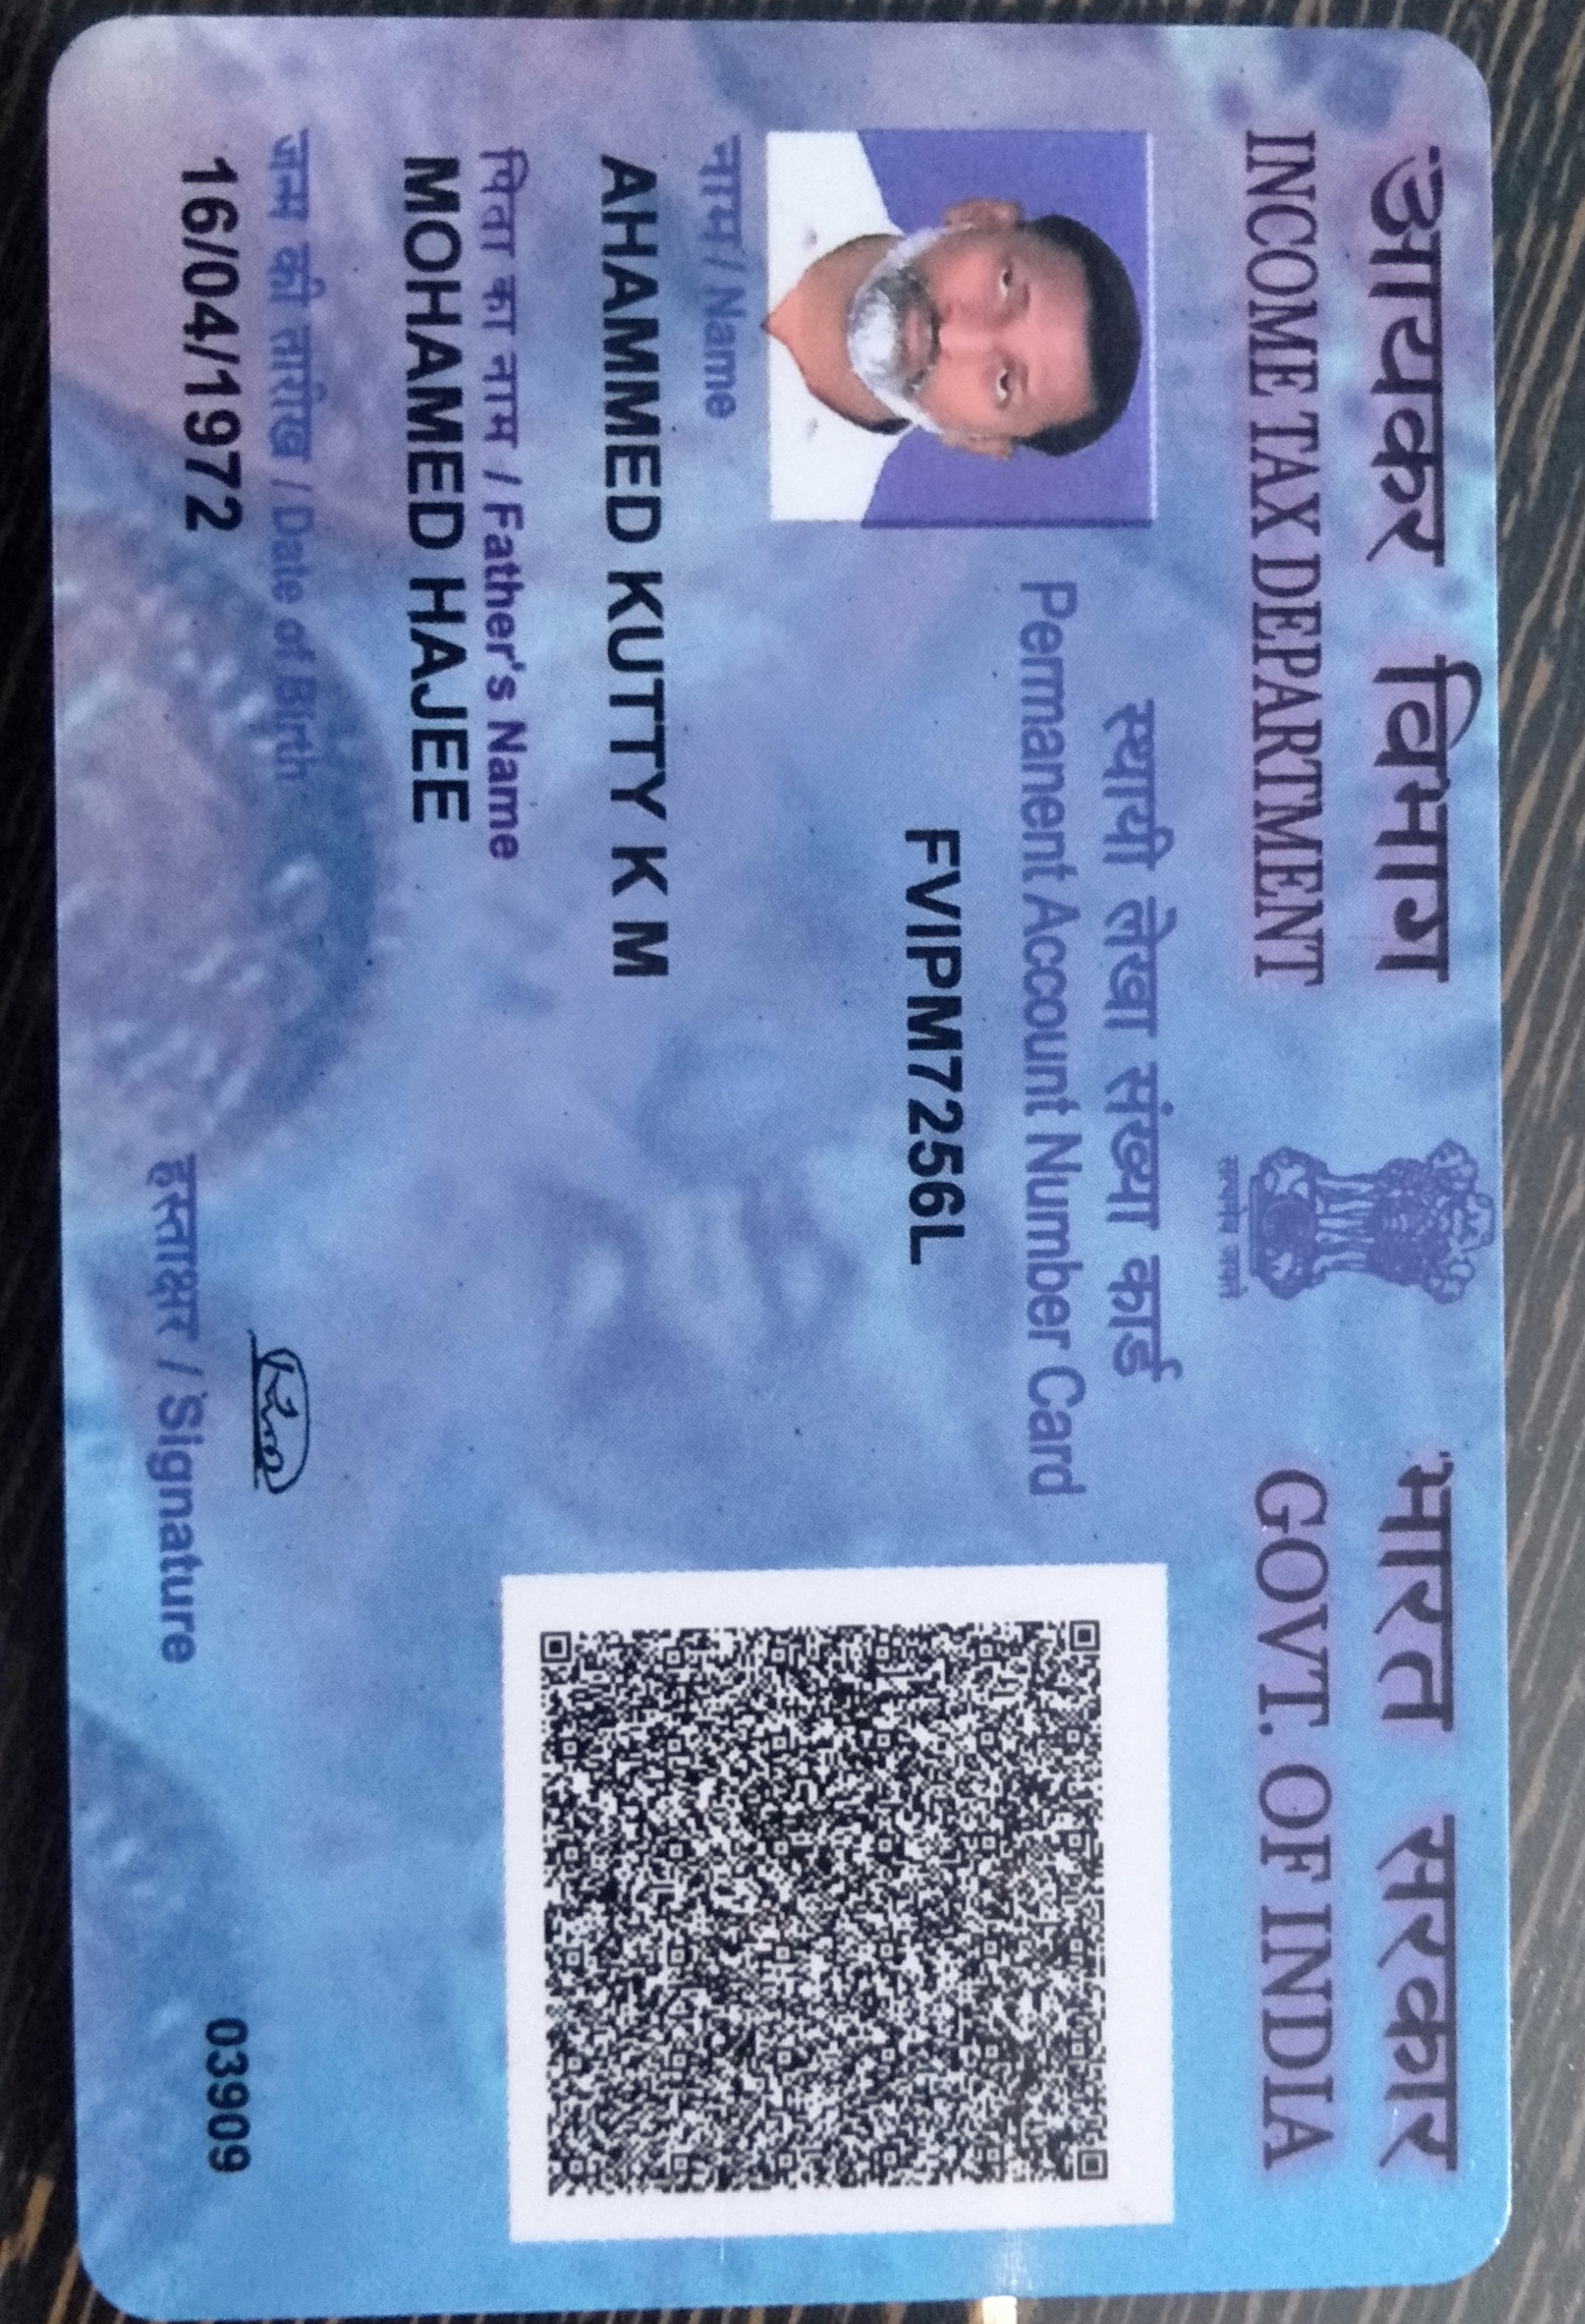 आयकर विभाग
INCOME TAX DEPARTMENT
सत्यमेव जयते
भारत सरकार
GOVT. OF INDIA
स्थायी लेखा संख्या कार्ड
Permanent Account Number Card
FVIPM7256L
नाम / Name
AHAMMED KUTTY K M
पिता का नाम / Father's Name
MOHAMED HAJEE
जन्म की तारीख / Date of Birth
16/04/1972
हस्ताक्षर / Signature
03909